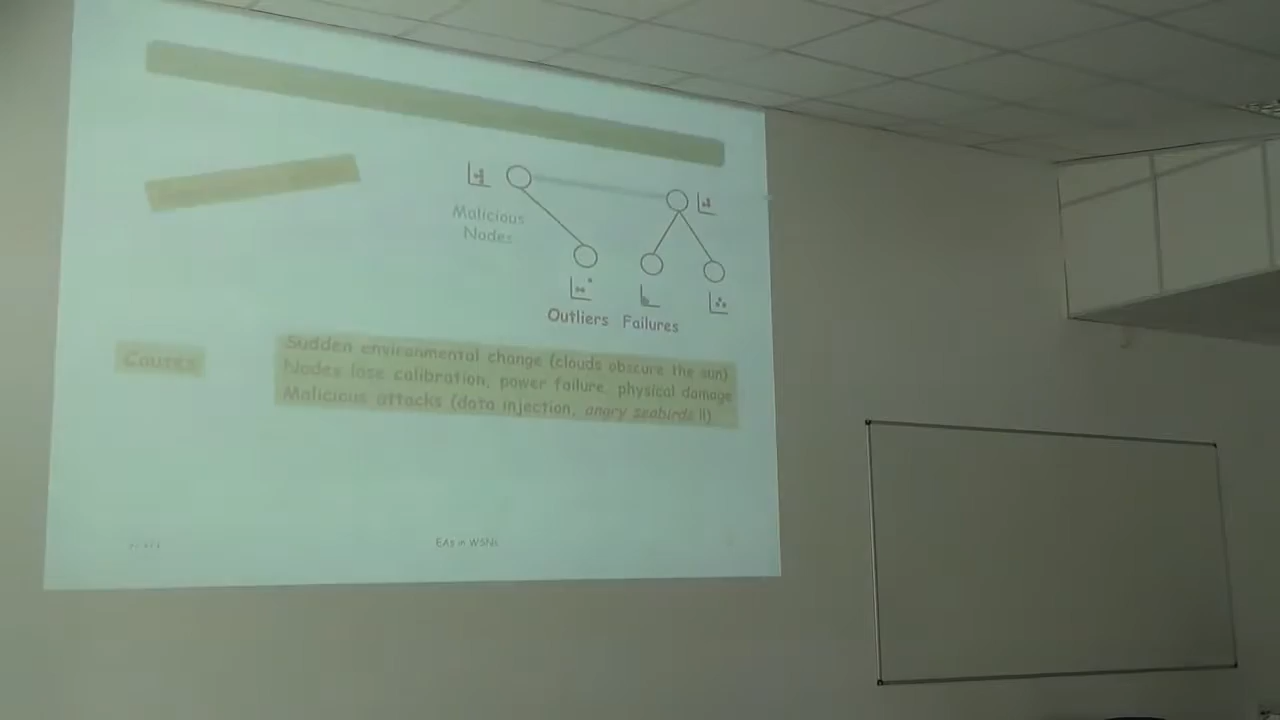 Malicious
Nodes
Outliers Failures
Causes
Sudden environmental change (clouds obscure the sun)
Nodes lose calibration, power failure, physical damage
Malicious attacks (data injection, angry seabirds !!)
EAs in WSNs